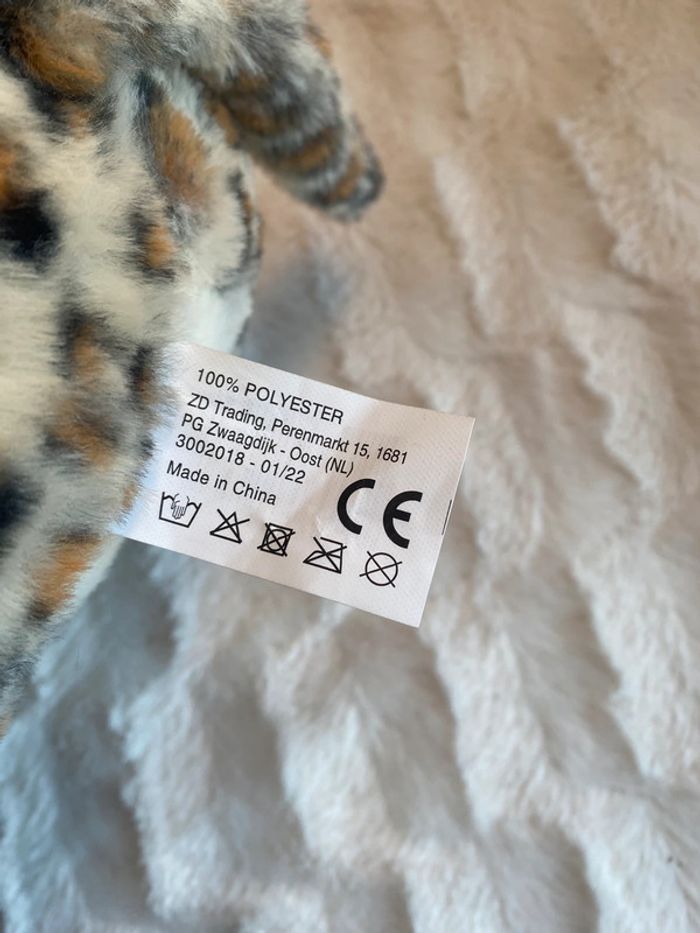 100% POLYESTER
ZD Trading, Perenmarkt 15, 1681
PG Zwaagdijk - Oost (NL)
3002018 - 01/22
Made in China
CE